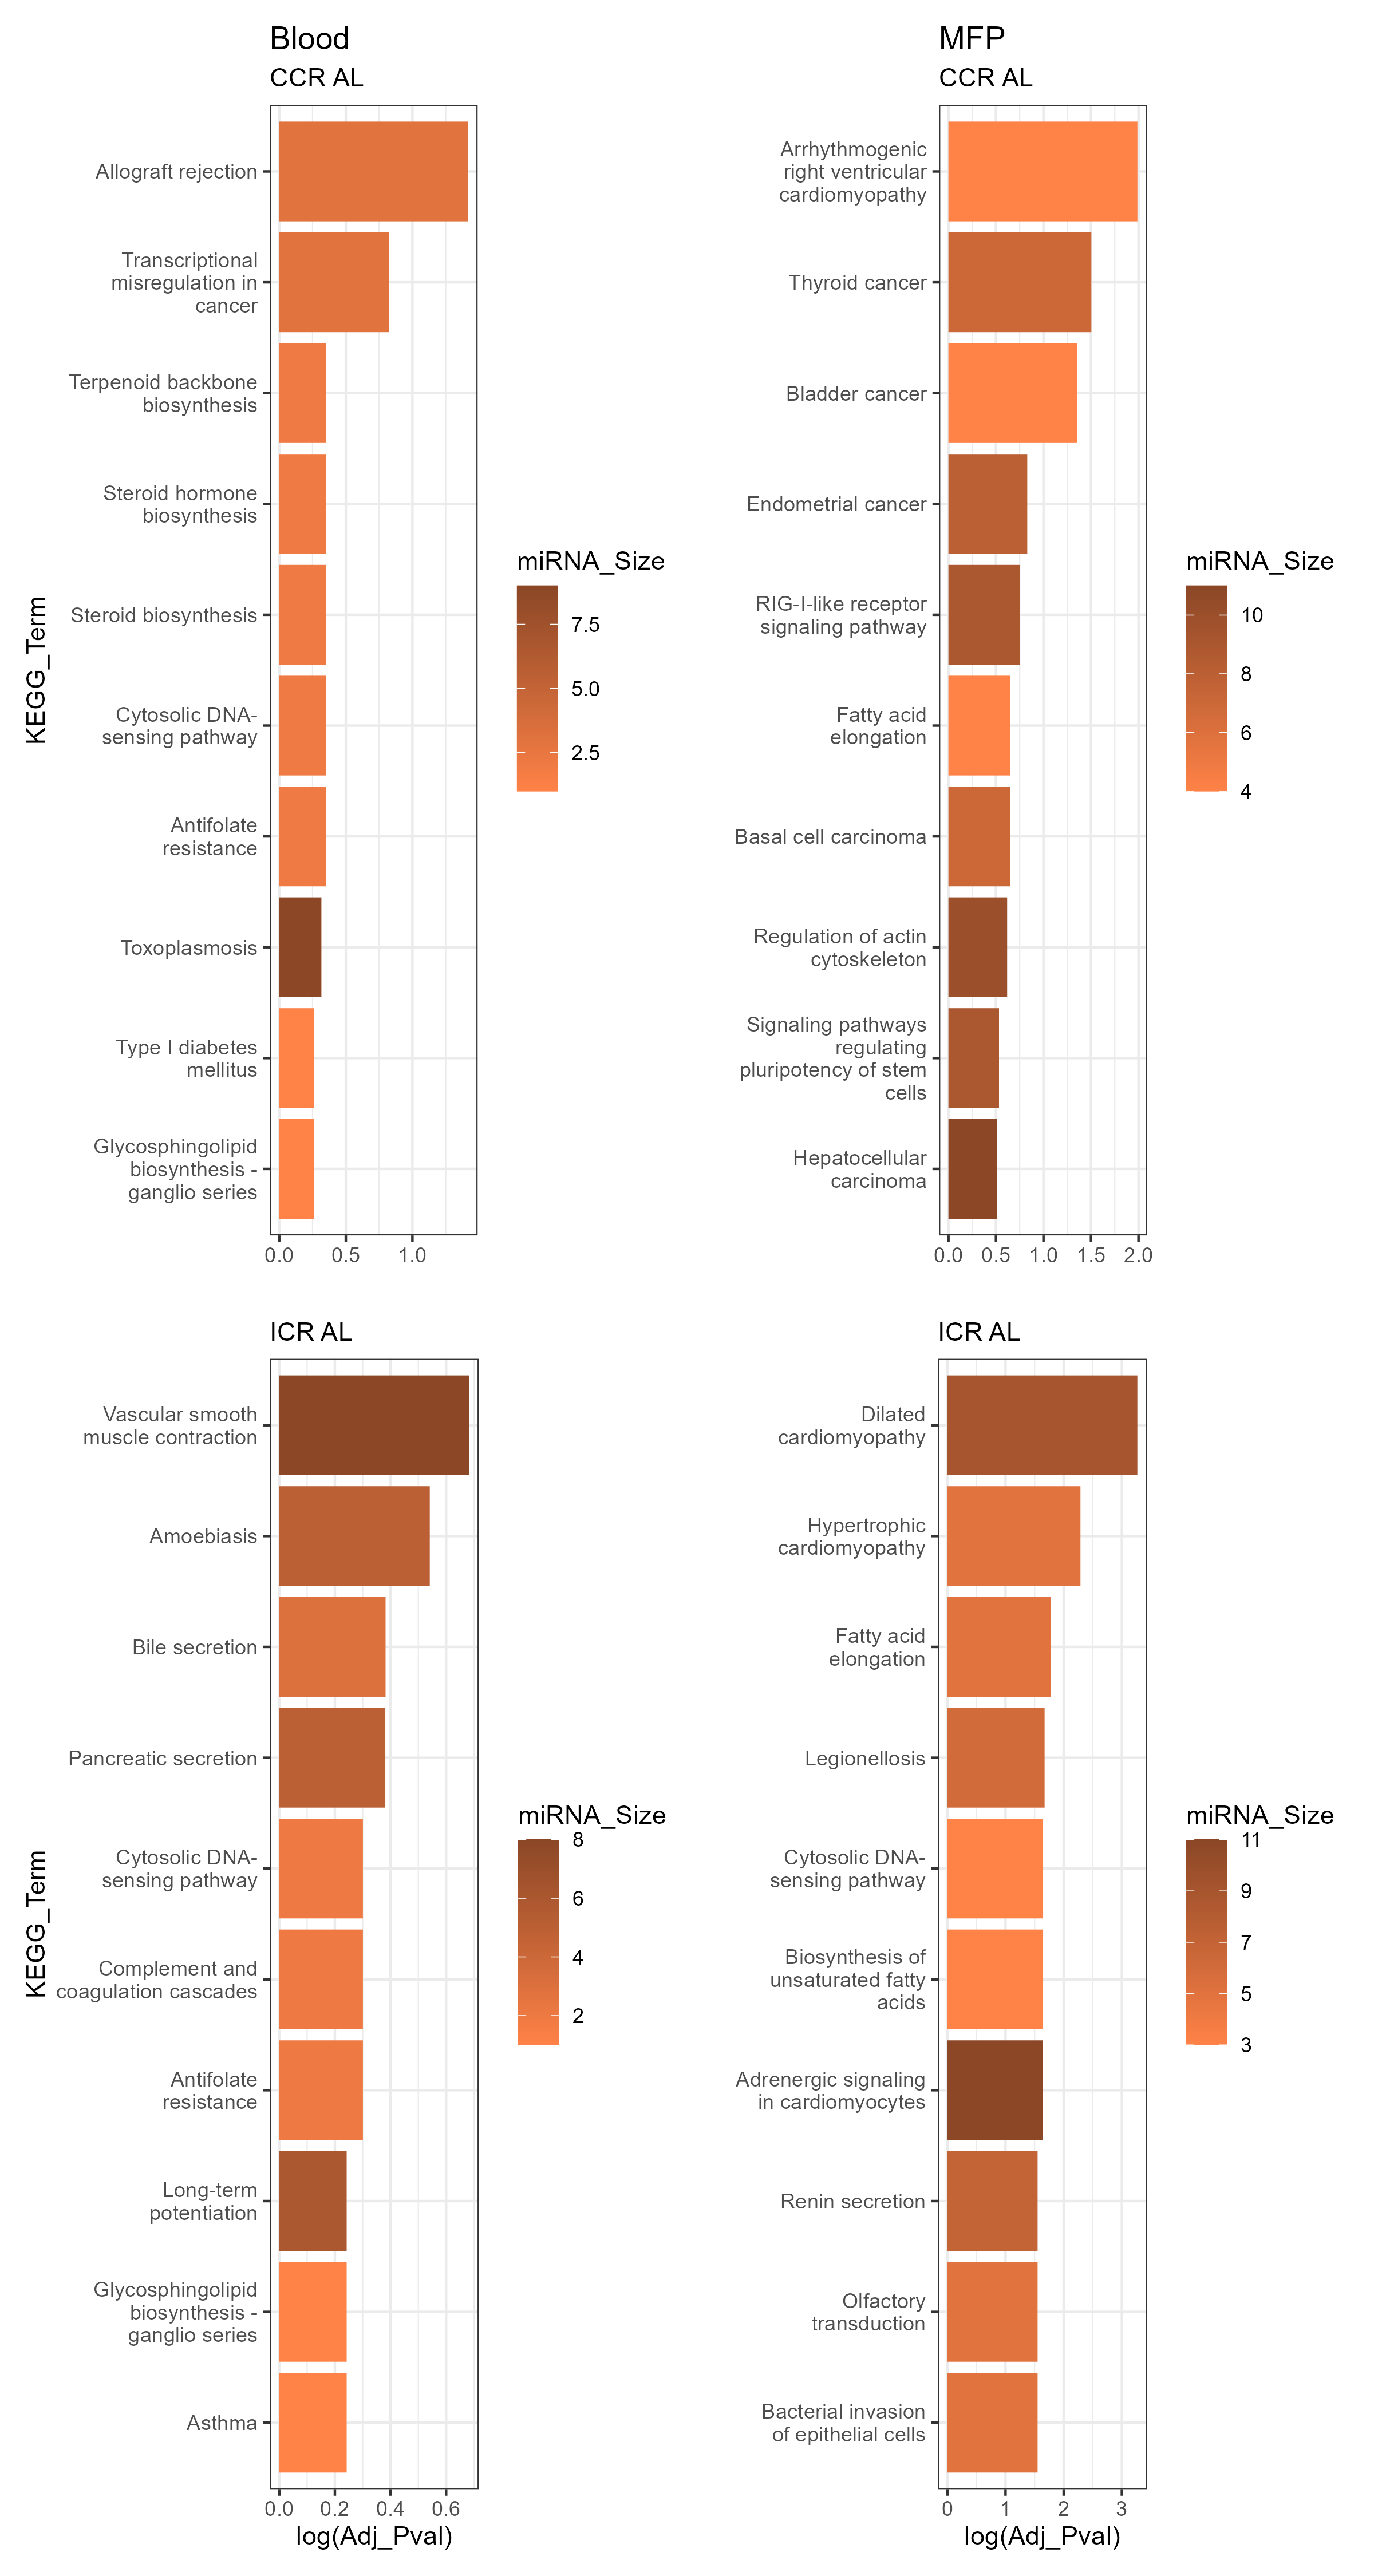 Blood
CCR AL
KEGG_Term
Allograft rejection
Transcriptional
misregulation in
cancer
Terpenoid backbone
biosynthesis
Steroid hormone
biosynthesis
Steroid biosynthesis
Cytosolic DNA-
sensing pathway
Antifolate
resistance
Toxoplasmosis
Type I diabetes
mellitus
Glycosphingolipid
biosynthesis -
ganglio series
0.0 0.5 1.0
miRNA_Size
7.5
5.0
2.5
MFP
CCR AL
Arrhythmogenic
right ventricular
cardiomyopathy
Thyroid cancer
Bladder cancer
Endometrial cancer
RIG-I-like receptor
signaling pathway
Fatty acid
elongation
Basal cell carcinoma
Regulation of actin
cytoskeleton
Signaling pathways
regulating
pluripotency of stem
cells
Hepatocellular
carcinoma
0.0 0.5 1.0 1.5 2.0
miRNA_Size
10
8
6
4
ICR AL
KEGG_Term
Vascular smooth
muscle contraction
Amoebiasis
Bile secretion
Pancreatic secretion
Cytosolic DNA-
sensing pathway
Complement and
coagulation cascades
Antifolate
resistance
Long-term
potentiation
Glycosphingolipid
biosynthesis -
ganglio series
Asthma
0.0 0.2 0.4 0.6
log(Adj_Pval)
miRNA_Size
8
6
4
2
ICR AL
Dilated
cardiomyopathy
Hypertrophic
cardiomyopathy
Fatty acid
elongation
Legionellosis
Cytosolic DNA-
sensing pathway
Biosynthesis of
unsaturated fatty
acids
Adrenergic signaling
in cardiomyocytes
Renin secretion
Olfactory
transduction
Bacterial invasion
of epithelial cells
0 1 2 3
log(Adj_Pval)
miRNA_Size
11
9
7
5
3